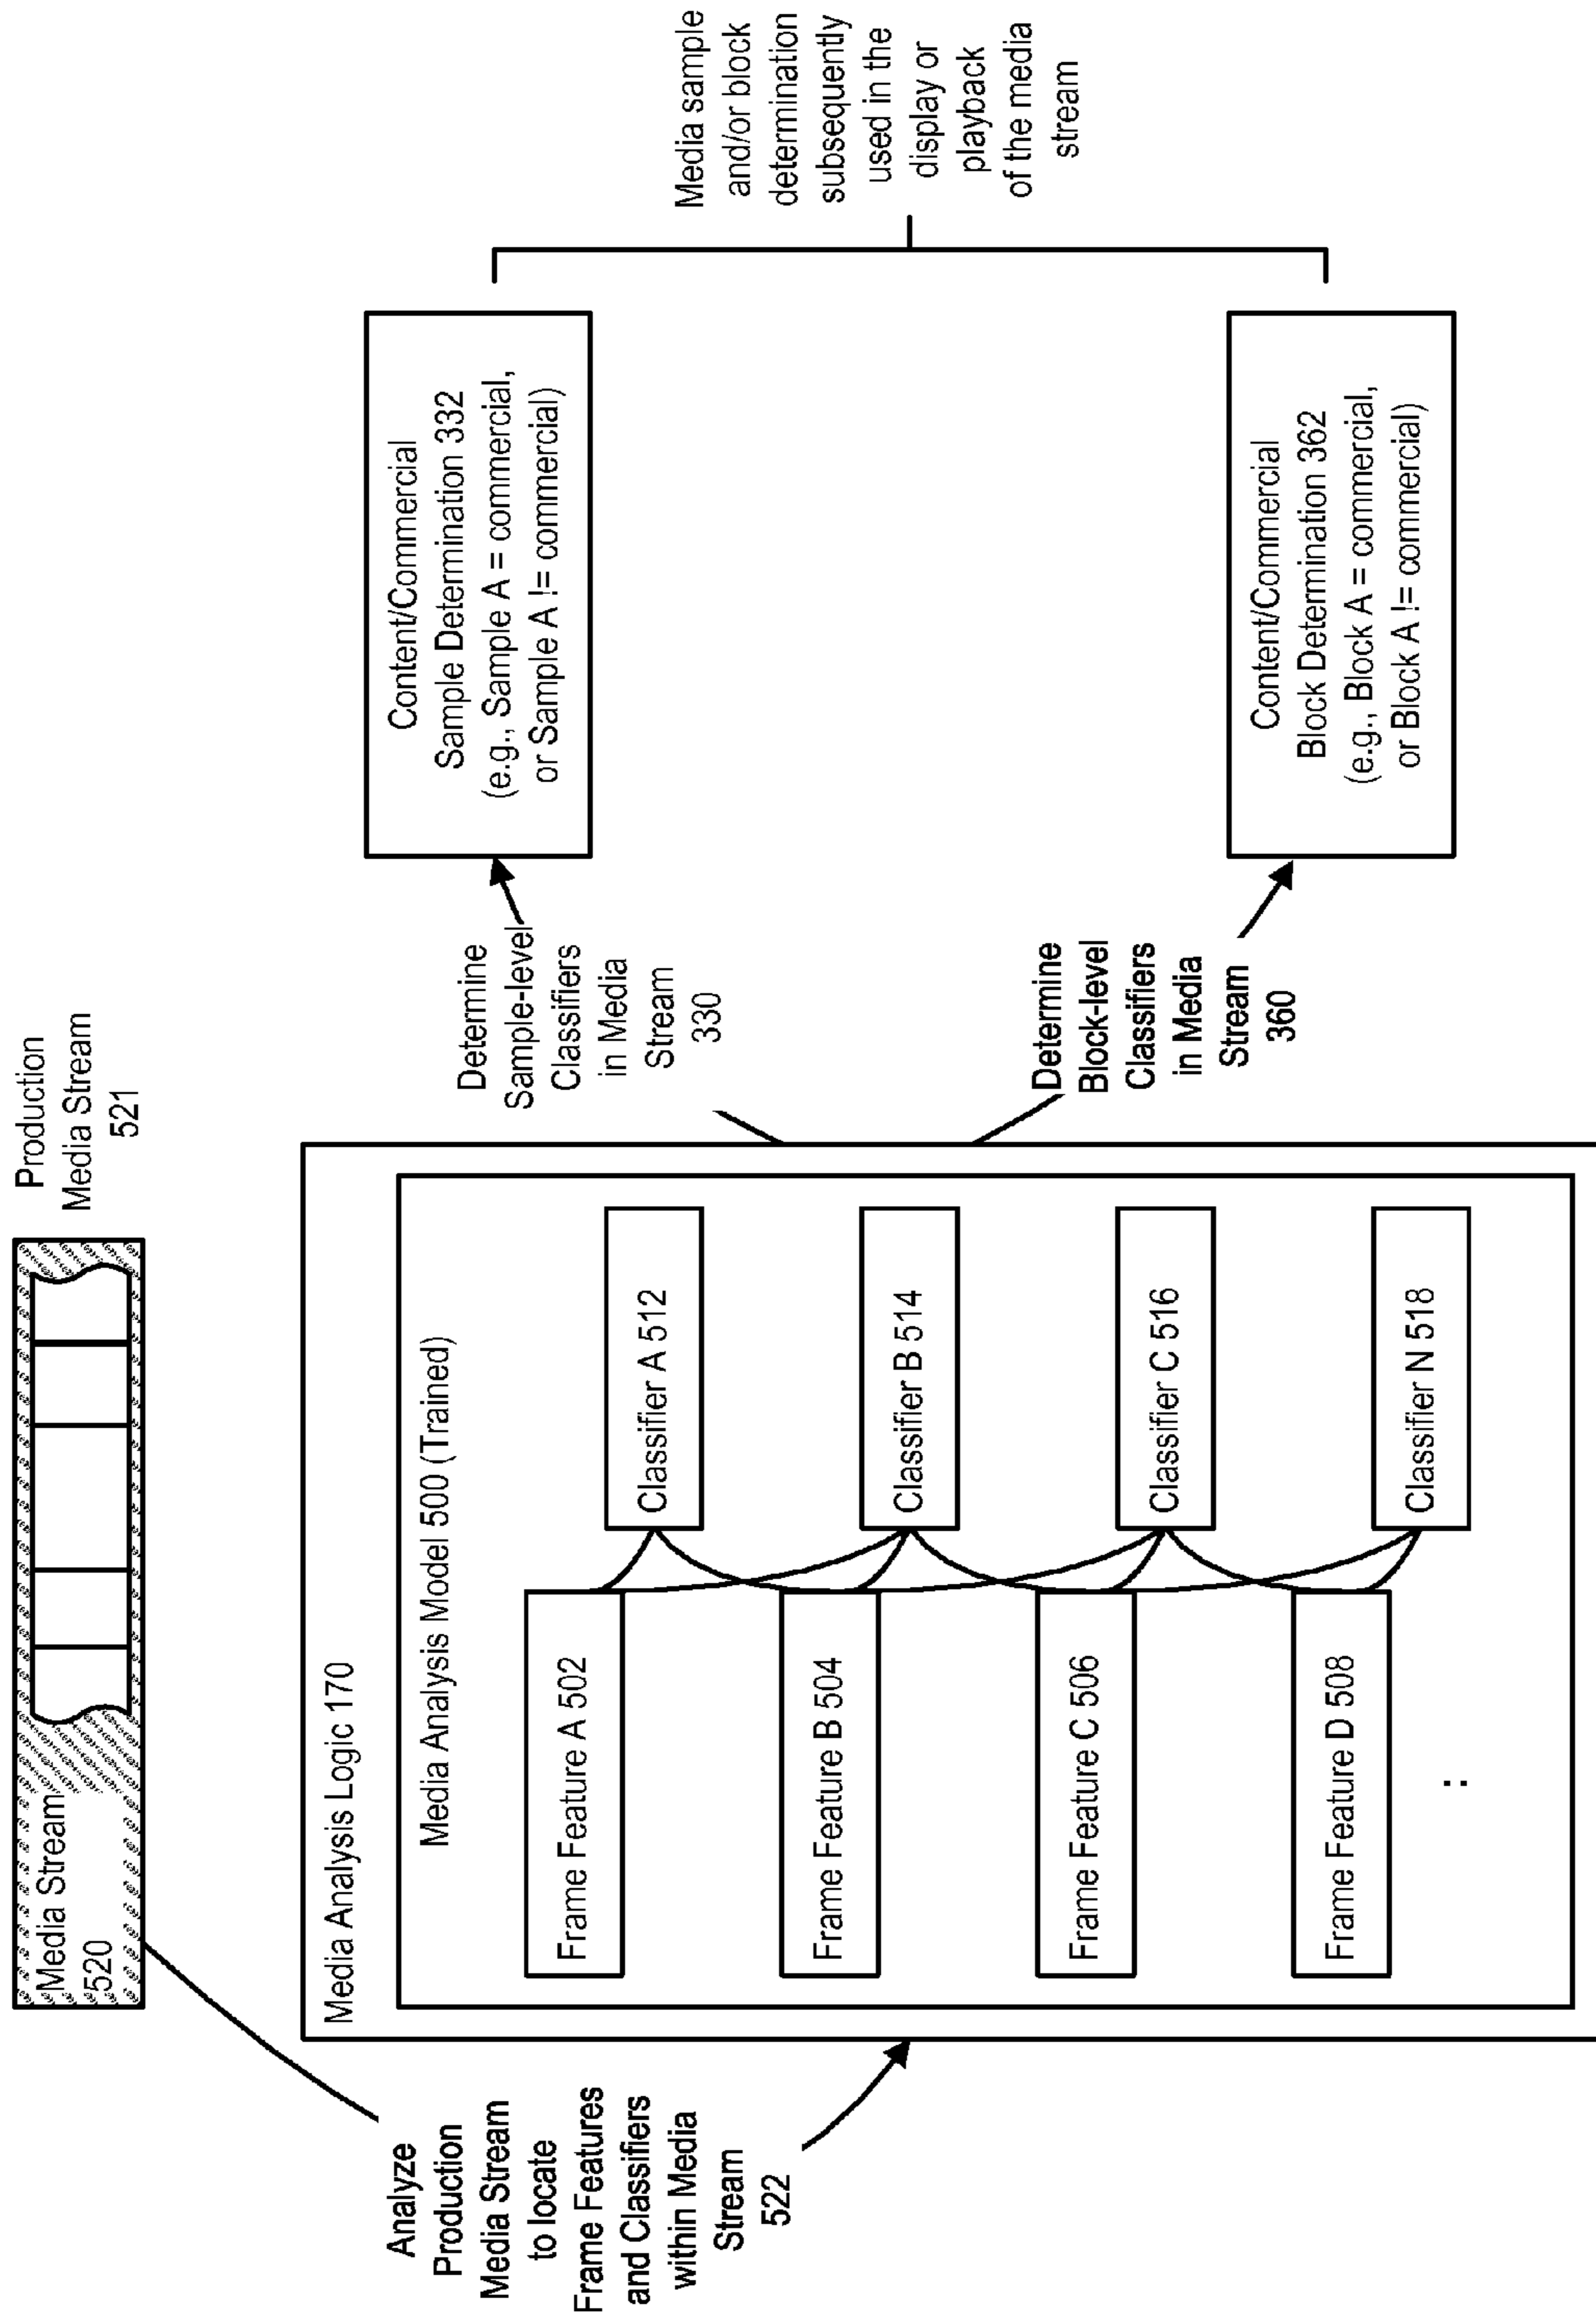 Media Stream
520
Production
Media Stream
521
Analyze
Production
Media Stream
to locate
Frame Features
and Classifiers
within Media
Stream
522
Media Analysis Logic 170
Media Analysis Model 500 (Trained)
Frame Feature A 502
Frame Feature B 504
Frame Feature C 506
Frame Feature D 508
:
Classifier A 512
Classifier B 514
Classifier C 516
Classifier N 518
Determine
Sample-level
Classifiers
in Media
Stream
330
Determine
Block-level
Classifiers
in Media
Stream
360
Content/Commercial
Sample Determination 332
(e.g., Sample A = commercial,
or Sample A != commercial)
Content/Commercial
Block Determination 362
(e.g., Block A = commercial,
or Block A != commercial)
Media sample
and/or block
determination
subsequently
used in the
display or
playback
of the media
stream